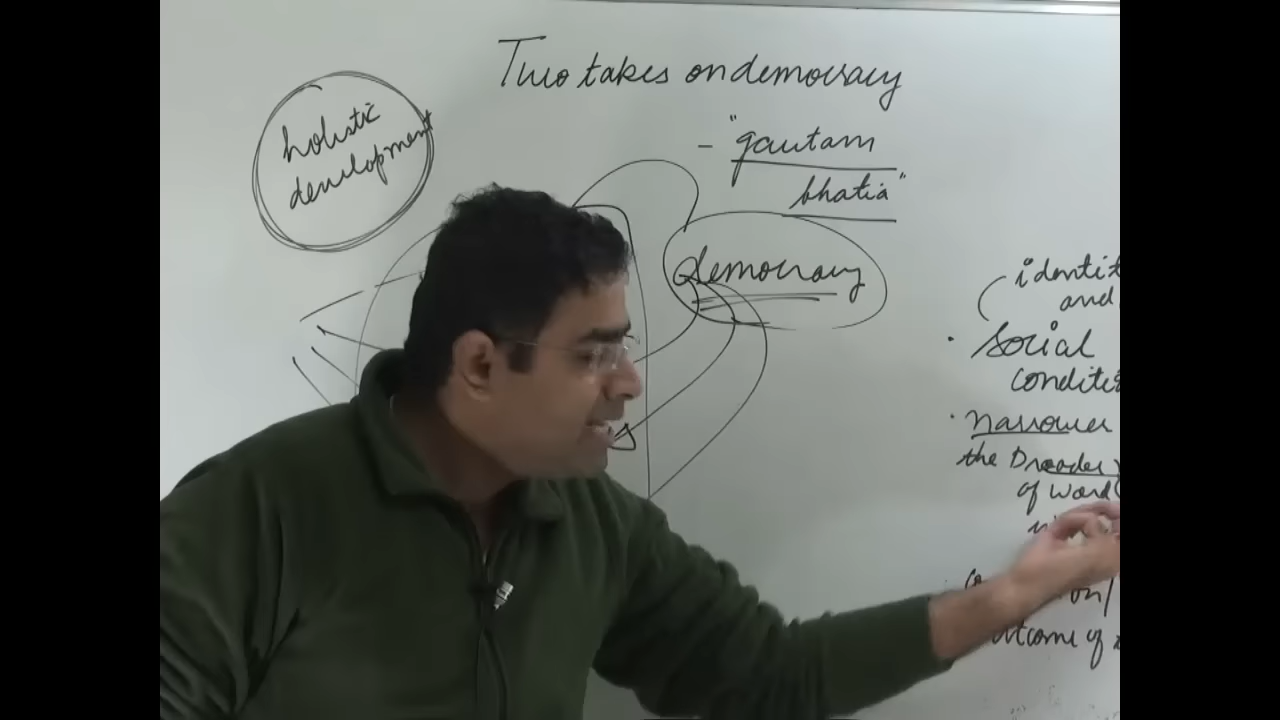 Two takes on democracy
- "gautam
bhatia"
holistic
development
democracy
identit
and
• Social
conditi
• Narrower
the Broader
of word
outcome of